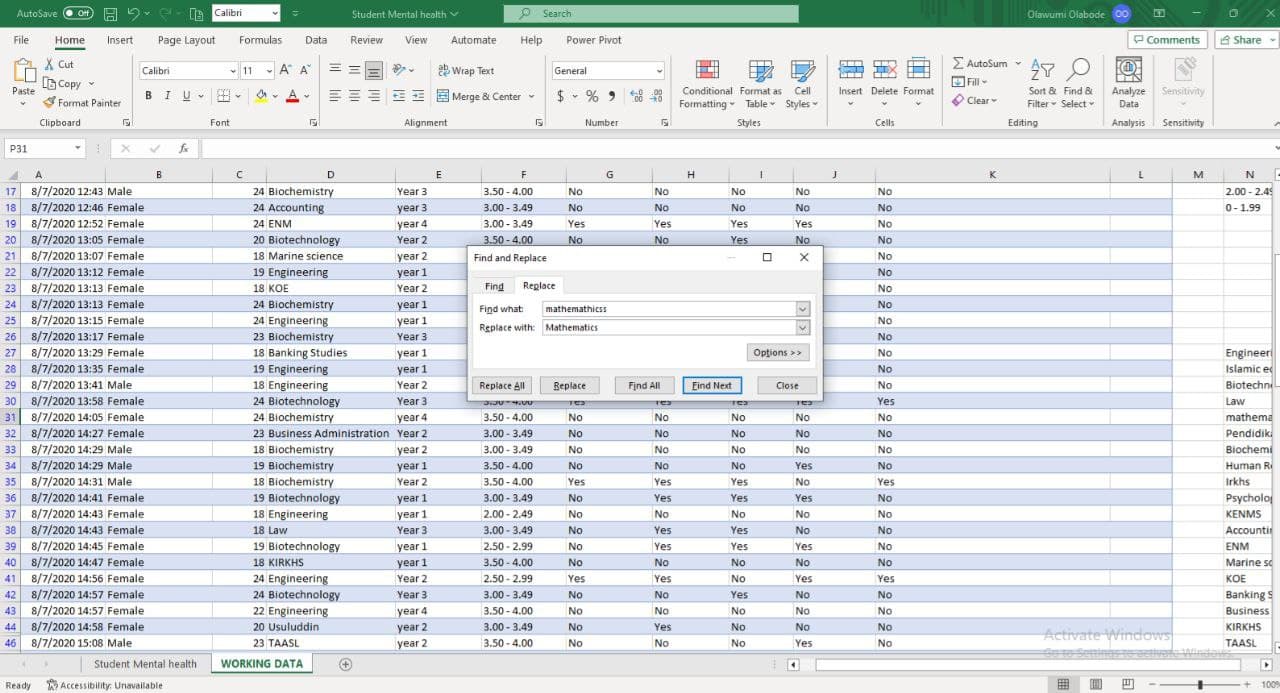 AutoSave Off Calibri Student Mental health Search Olawumi Olabode OO
File Home Insert Page Layout Formulas Data Review View Automate Help Power Pivot Comments Share
Cut
Copy
Format Painter
Paste
Calibri 11 A A Wrap Text General
B I U A Merge & Center $ % ,
Conditional Formatting Format as Table Cell Styles
Insert Delete Format
AutoSum
Fill
Clear
Sort & Filter Find & Select
Analyze Data
Sensitivity
Clipboard Font Alignment Number Styles Cells Editing Analysis Sensitivity
P31 fx
A B C D E F G H I J K L M N
17 8/7/2020 12:43 Male 24 Biochemistry Year 3 3.50 - 4.00 No No No No No 2.00 - 2.49
18 8/7/2020 12:46 Female 24 Accounting year 3 3.00 - 3.49 No No No No No 0 - 1.99
19 8/7/2020 12:52 Female 24 ENM year 4 3.00 - 3.49 Yes Yes Yes Yes No
20 8/7/2020 13:05 Female 20 Biotechnology Year 2 3.50 - 4.00 No No Yes No No
21 8/7/2020 13:07 Female 18 Marine science year 2 No
22 8/7/2020 13:12 Female 19 Engineering year 1 No
23 8/7/2020 13:13 Female 18 KOE Year 2 No
24 8/7/2020 13:13 Female 24 Biochemistry year 1 No
25 8/7/2020 13:15 Female 24 Engineering year 1 No
26 8/7/2020 13:17 Female 23 Biochemistry Year 3 No
27 8/7/2020 13:29 Female 18 Banking Studies year 1 No Engineeri
28 8/7/2020 13:35 Female 19 Engineering year 1 No Islamic ed
29 8/7/2020 13:41 Male 18 Engineering Year 2 No Biotechn
30 8/7/2020 13:58 Female 24 Biotechnology Year 3 3.50 - 4.00 Yes Yes Yes Yes Yes Law
31 8/7/2020 14:05 Female 24 Biochemistry year 4 3.50 - 4.00 No No No No No mathema
32 8/7/2020 14:27 Female 23 Business Administration Year 2 3.00 - 3.49 No No No No No Pendidik
33 8/7/2020 14:29 Male 18 Biochemistry Year 2 3.00 - 3.49 No No No No No Biochemi
34 8/7/2020 14:29 Male 19 Biochemistry year 1 3.50 - 4.00 No No No Yes No Human Re
35 8/7/2020 14:31 Male 18 Biochemistry Year 2 3.50 - 4.00 Yes Yes Yes No Yes Irkhs
36 8/7/2020 14:41 Female 19 Biotechnology year 1 3.00 - 3.49 No Yes Yes Yes No Psycholog
37 8/7/2020 14:43 Female 18 Engineering year 1 2.00 - 2.49 No No No No No KENMS
38 8/7/2020 14:43 Female 18 Law Year 3 3.00 - 3.49 No Yes Yes No No Accountin
39 8/7/2020 14:45 Female 19 Biotechnology year 1 2.50 - 2.99 No Yes Yes Yes No ENM
40 8/7/2020 14:47 Female 18 KIRKHS year 1 3.50 - 4.00 No No No No No Marine sc
41 8/7/2020 14:56 Female 24 Engineering Year 2 2.50 - 2.99 Yes Yes No Yes Yes KOE
42 8/7/2020 14:57 Female 24 Biotechnology Year 3 3.00 - 3.49 No No Yes No No Banking S
43 8/7/2020 14:57 Female 22 Engineering year 4 3.50 - 4.00 No No No No No Business
44 8/7/2020 14:58 Female 20 Usuluddin year 2 3.00 - 3.49 No Yes No No No KIRKHS
46 8/7/2020 15:08 Male 23 TAASL year 2 3.50 - 4.00 No No No Yes No TAASL
Find and Replace
Find Replace
Find what: mathemathicss
Replace with: Mathematics
Options >>
Replace All Replace Find All Find Next Close
Activate Windows
Go to Settings to activate Windows.
Student Mental health WORKING DATA
Ready Accessibility: Unavailable 100%